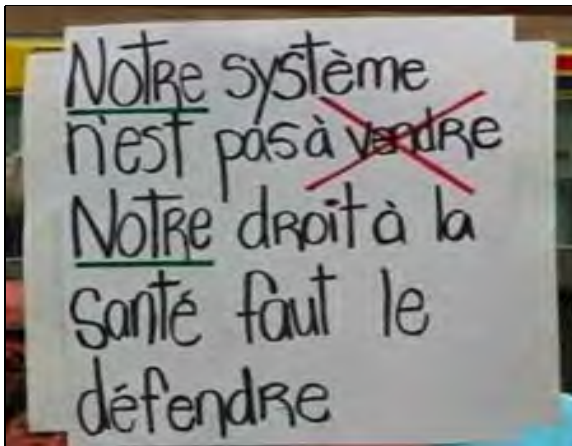 Notre système
n'est pas à vendre
Notre droit à la
santé faut le
défendre